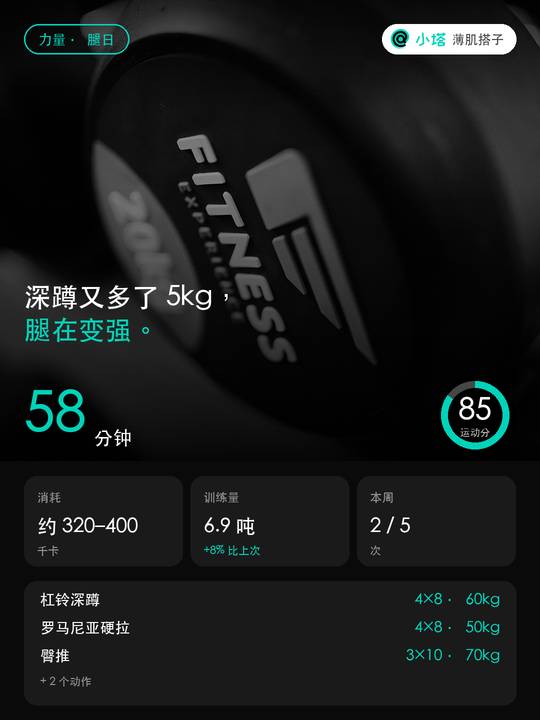 力量 · 腿日
@ 小塔 薄肌搭子
FITNESS
EXPERIENCE
20k
深蹲又多了 5kg，
腿在变强。
58 分钟
85
运动分
消耗
约 320–400
千卡
训练量
6.9 吨
+8% 比上次
本周
2 / 5
次
杠铃深蹲 4×8 · 60kg
罗马尼亚硬拉 4×8 · 50kg
臀推 3×10 · 70kg
+ 2 个动作